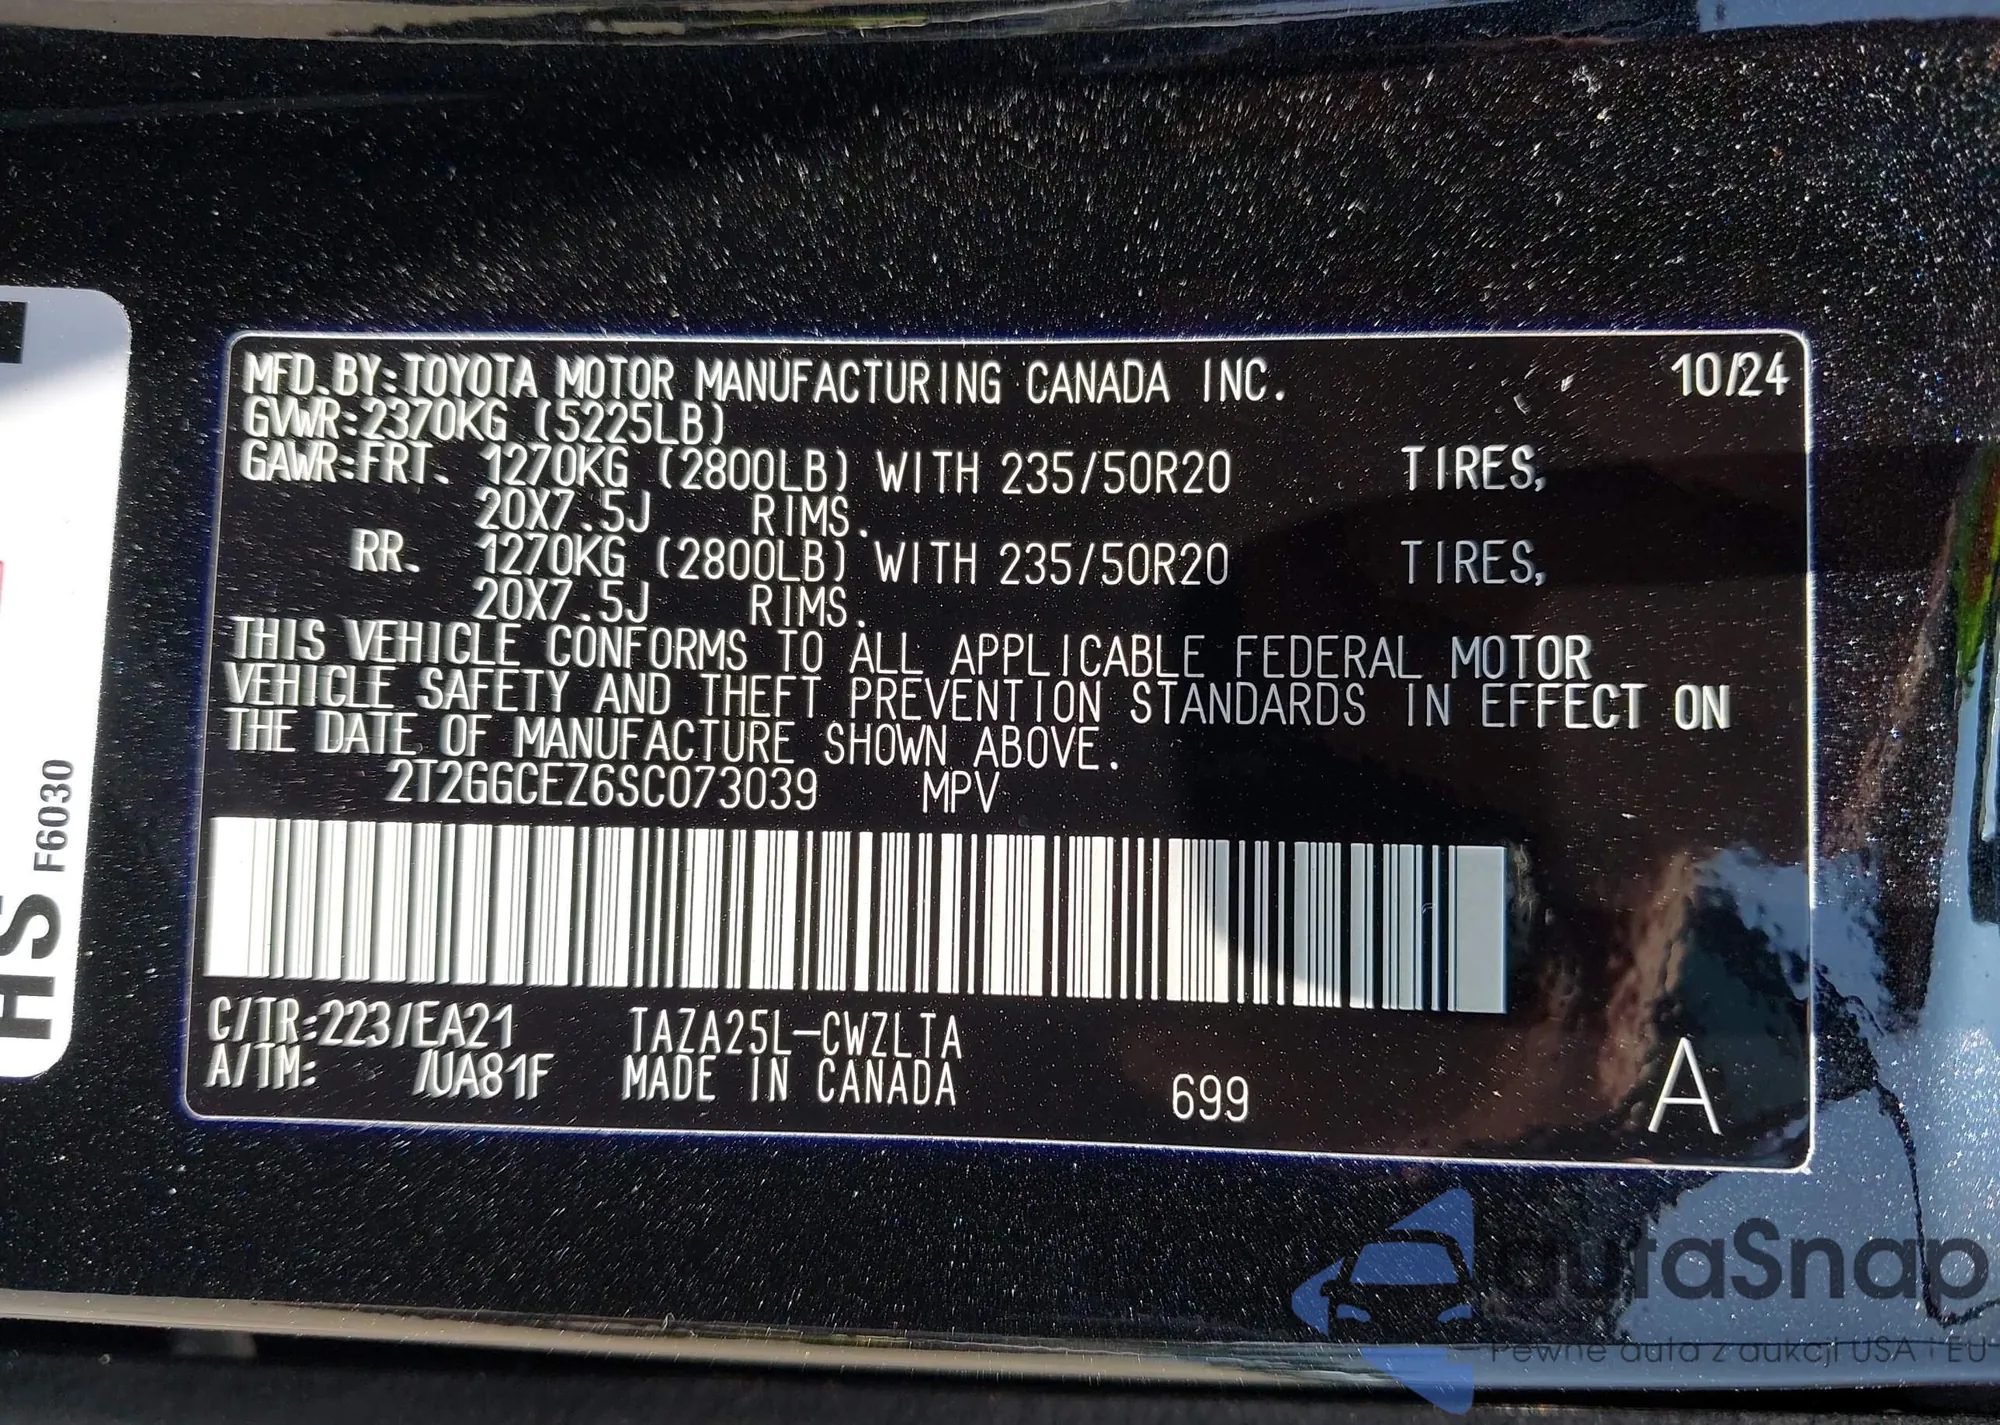 MFD.BY:TOYOTA MOTOR MANUFACTURING CANADA INC. 10/24
GVWR:2370KG (5225LB)
GAWR:FRT. 1270KG (2800LB) WITH 235/50R20 TIRES,
20X7.5J RIMS.
RR. 1270KG (2800LB) WITH 235/50R20 TIRES,
20X7.5J RIMS.
THIS VEHICLE CONFORMS TO ALL APPLICABLE FEDERAL MOTOR
VEHICLE SAFETY AND THEFT PREVENTION STANDARDS IN EFFECT ON
THE DATE OF MANUFACTURE SHOWN ABOVE.
2T2GGCEZ6SC073039 MPV
C/TR:223/EA21 TAZA25L-CWZLTA
A/TM: /UA81F MADE IN CANADA 699 A
HS F6030
autaSnap
Pewne auta z aukcji USA i EU